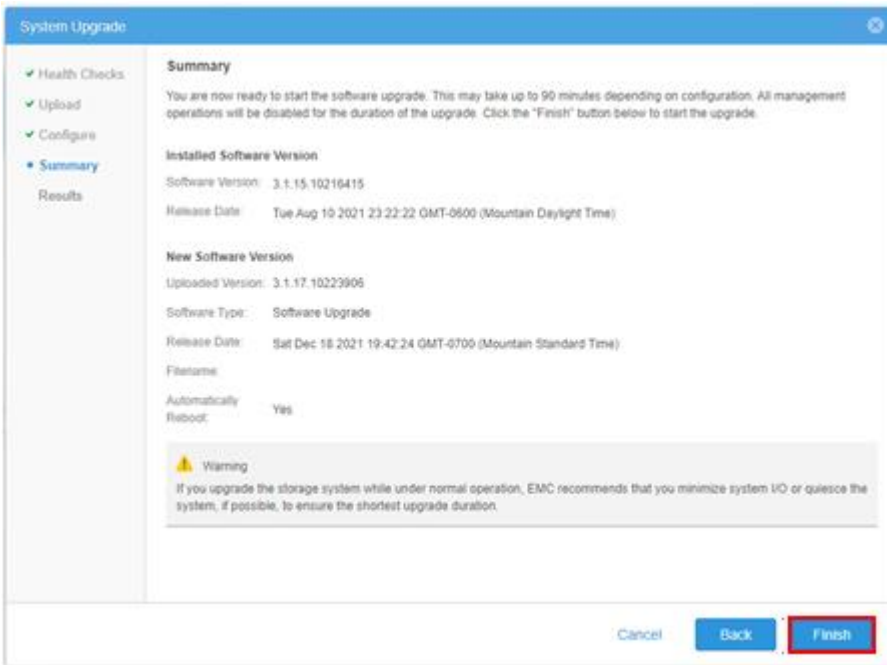 System Upgrade
Health Checks
Upload
Configure
Summary
Results
Summary
You are now ready to start the software upgrade. This may take up to 90 minutes depending on configuration. All management
operations will be disabled for the duration of the upgrade. Click the "Finish" button below to start the upgrade.
Installed Software Version
Software Version: 3.1.15.10216415
Release Date: Tue Aug 10 2021 23:22:22 GMT-0600 (Mountain Daylight Time)
New Software Version
Uploaded Version: 3.1.17.10223906
Software Type: Software Upgrade
Release Date: Sat Dec 18 2021 19:42:24 GMT-0700 (Mountain Standard Time)
Filename:
Automatically
Reboot: Yes
Warning
If you upgrade the storage system while under normal operation, EMC recommends that you minimize system I/O or quiesce the
system, if possible, to ensure the shortest upgrade duration.
Cancel
Back
Finish